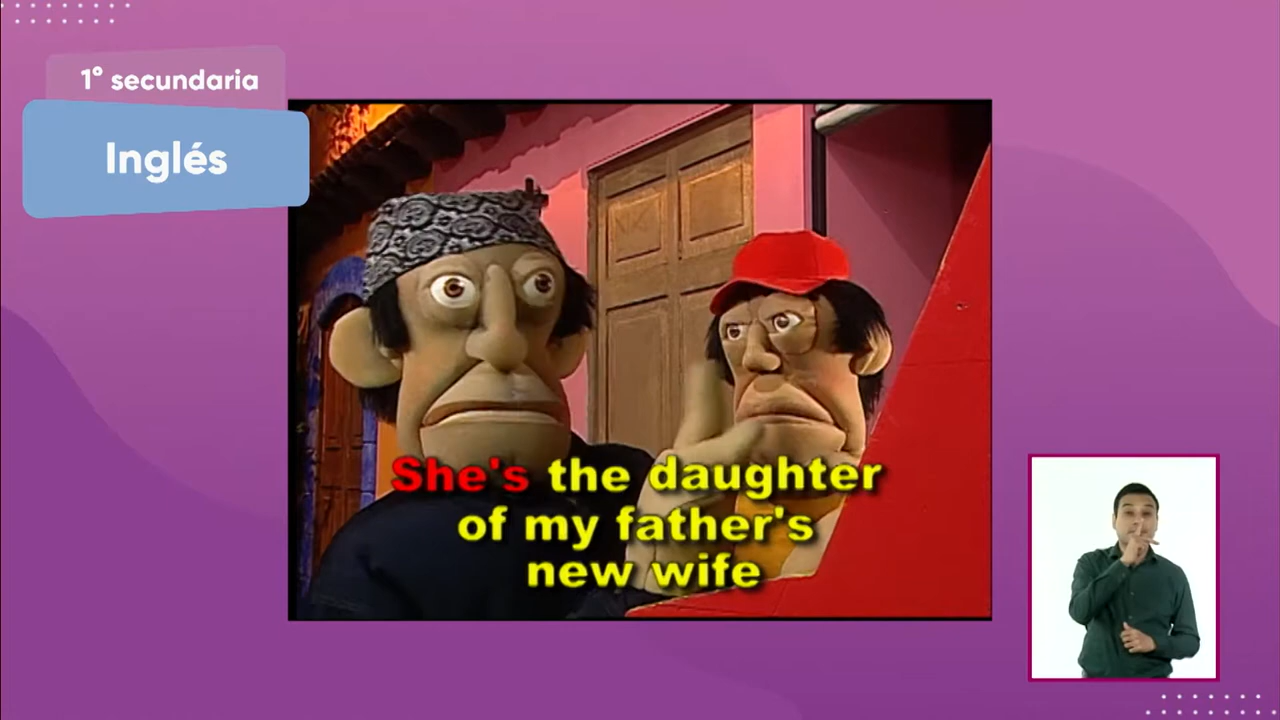 1° secundaria
Inglés
She's the daughter
of my father's
new wife